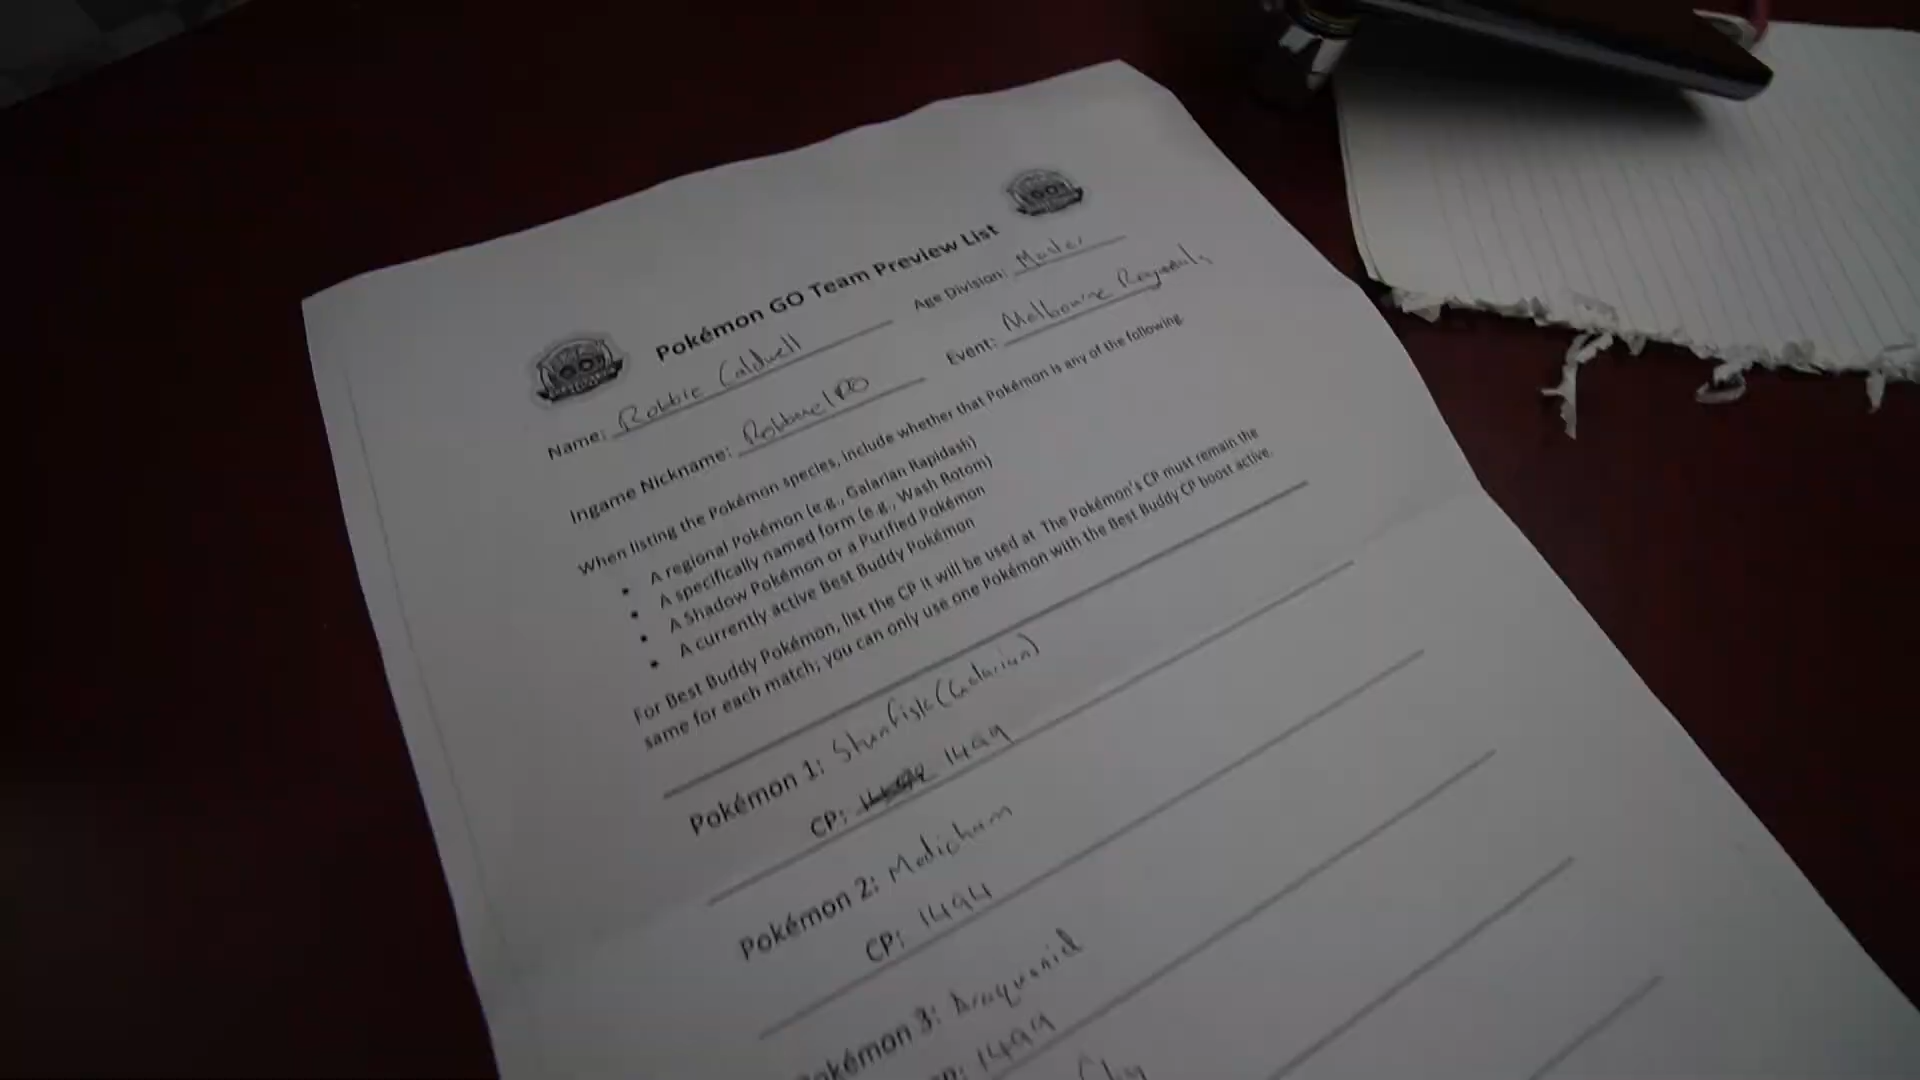 Pokémon GO Team Preview List
Name: Robbie Caldwell
Age Division: Master
Ingame Nickname:
Event: Melbourne Regionals
When listing the Pokémon species, include whether that Pokémon is any of the following.
• A regional Pokémon (e.g., Galarian Rapidash)
• A specifically named form (e.g., Wash Rotom)
• A Shadow Pokémon or a Purified Pokémon
• A currently active Best Buddy Pokémon
For Best Buddy Pokémon, list the CP it will be used at The Pokémon's CP must remain the
same for each match; you can only use one Pokémon with the Best Buddy CP boost active.
Pokémon 1: Stunfisk (Galarian)
CP: 1499
Pokémon 2: Medicham
CP: 1494
Pokémon 3: Araquanid
CP: 1499